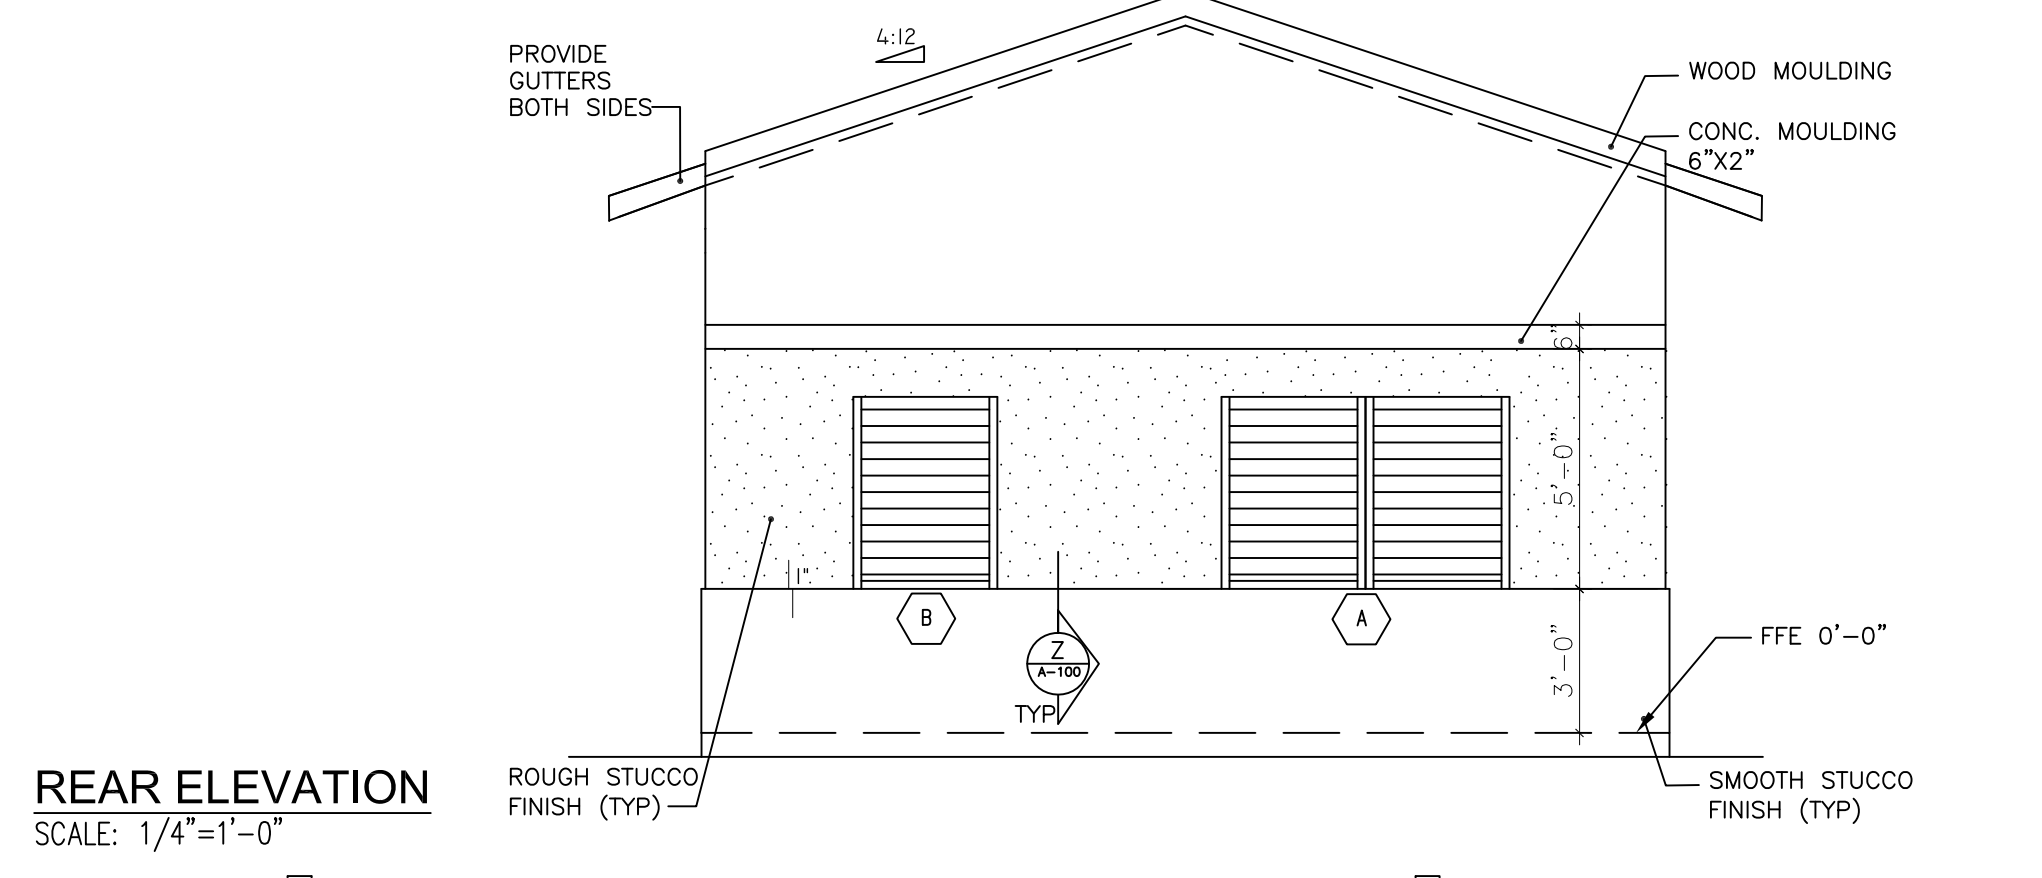 4:12
PROVIDE
GUTTERS
BOTH SIDES
WOOD MOULDING
CONC. MOULDING
6"X2"
6"
5'-0"
1"
B
A
Z
A-100
TYP
3'-0"
FFE 0'-0"
ROUGH STUCCO
FINISH (TYP)
SMOOTH STUCCO
FINISH (TYP)
REAR ELEVATION
SCALE: 1/4"=1'-0"